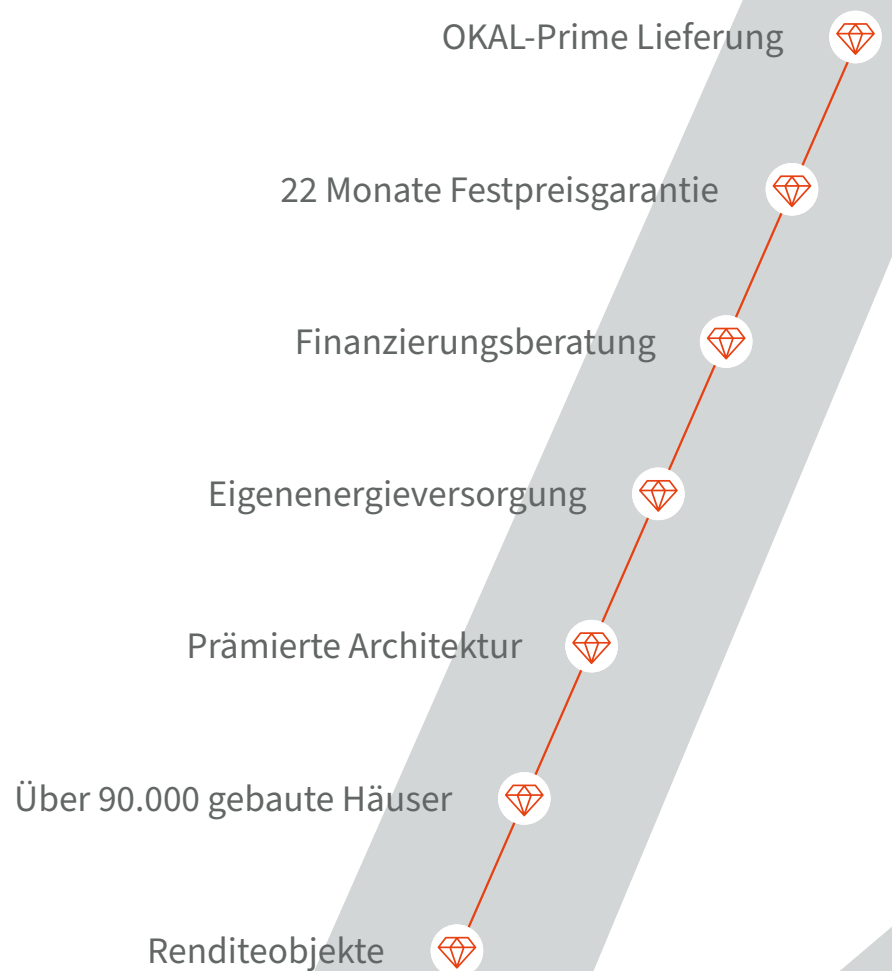 OKAL-Prime Lieferung
22 Monate Festpreisgarantie
Finanzierungsberatung
Eigenenergieversorgung
Prämierte Architektur
Über 90.000 gebaute Häuser
Renditeobjekte